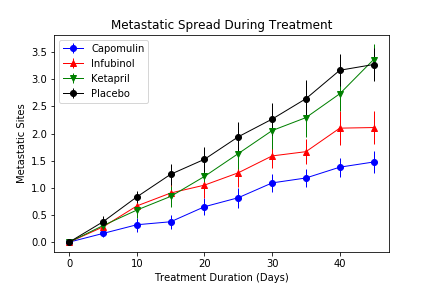 Metastatic Spread During Treatment
Capomulin
Infubinol
Ketapril
Placebo
Metastatic Sites
3.5
3.0
2.5
2.0
1.5
1.0
0.5
0.0
0 10 20 30 40
Treatment Duration (Days)